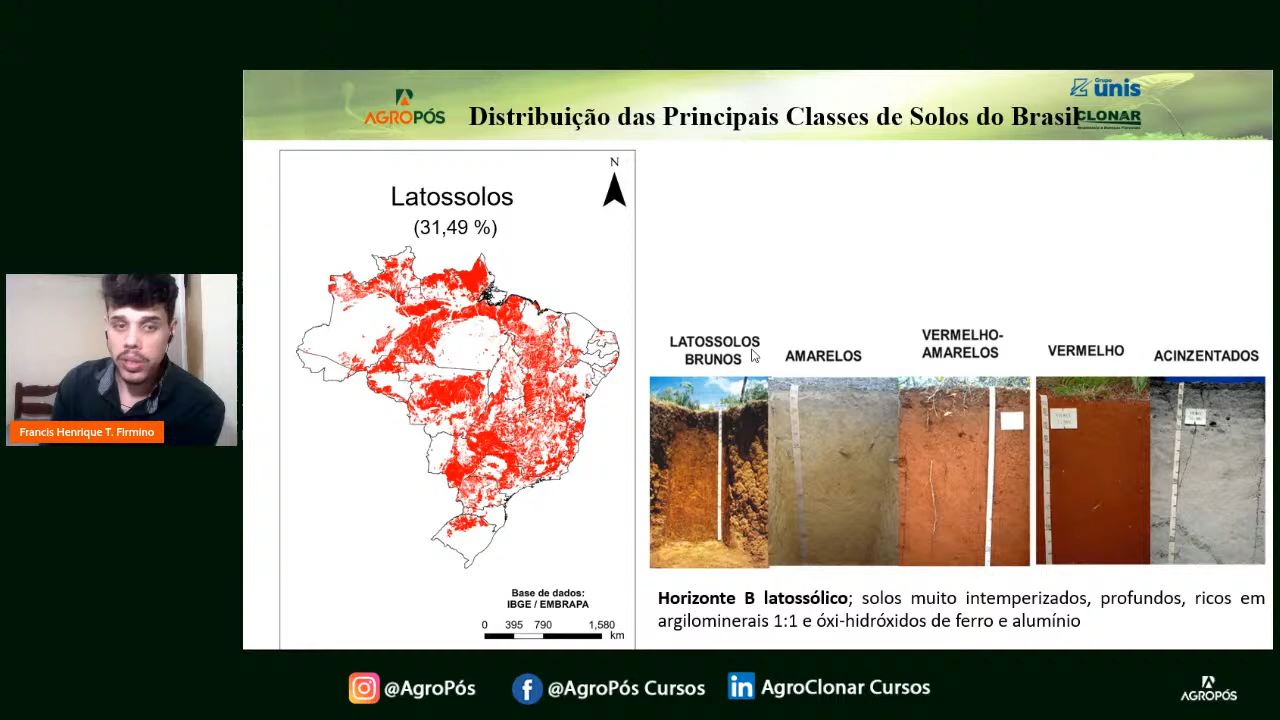 Grupo
unis
AGROPÓS
Distribuição das Principais Classes de Solos do Brasil
CLONAR
N
Latossolos
(31,49 %)
LATOSSOLOS
BRUNOS
AMARELOS
VERMELHO-
AMARELOS
VERMELHO
ACINZENTADOS
Francis Henrique T. Firmino
Base de dados:
IBGE / EMBRAPA
0 395 790 1,580
km
Horizonte B latossólico; solos muito intemperizados, profundos, ricos em
argilominerais 1:1 e óxi-hidróxidos de ferro e alumínio
@AgroPós
@AgroPós Cursos
AgroClonar Cursos
AGROPÓS